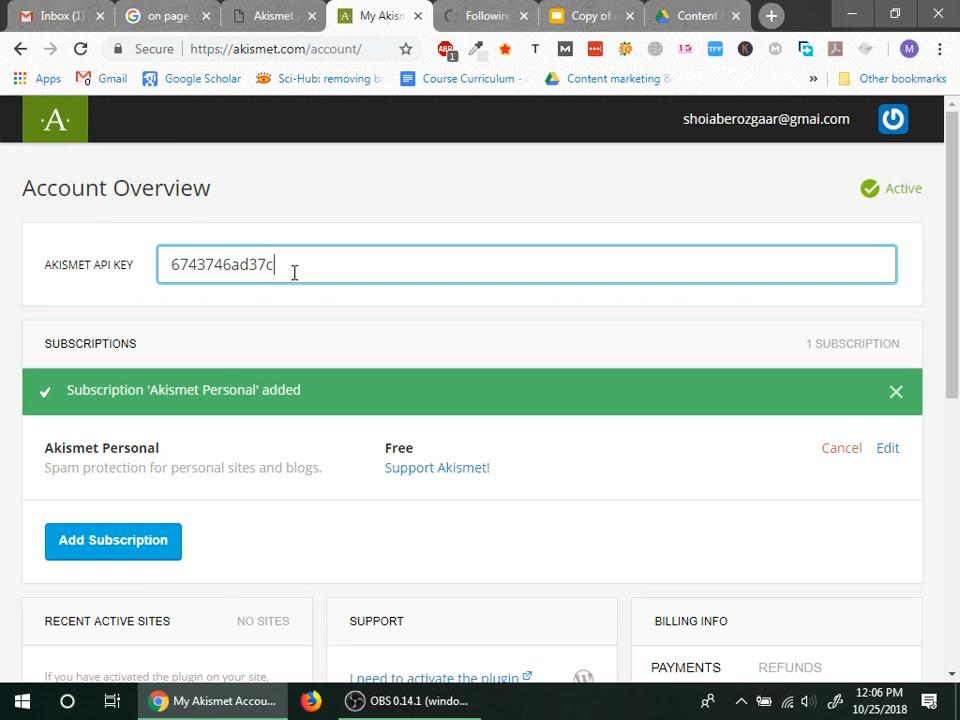 Inbox (1)
on page
Akismet
My Akism
Following
Copy of
Content
Secure https://akismet.com/account/
Apps Gmail Google Scholar Sci-Hub: removing ba Course Curriculum - Content marketing & » Other bookmarks
A
shoiaberozgaar@gmai.com
Account Overview
Active
AKISMET API KEY 6743746ad37c
SUBSCRIPTIONS 1 SUBSCRIPTION
Subscription 'Akismet Personal' added
Akismet Personal Free Cancel Edit
Spam protection for personal sites and blogs. Support Akismet!
Add Subscription
RECENT ACTIVE SITES NO SITES SUPPORT BILLING INFO
PAYMENTS REFUNDS
If you have activated the plugin on your site, I need to activate the plugin
My Akismet Accou... OBS 0.14.1 (windo...
12:06 PM
10/25/2018